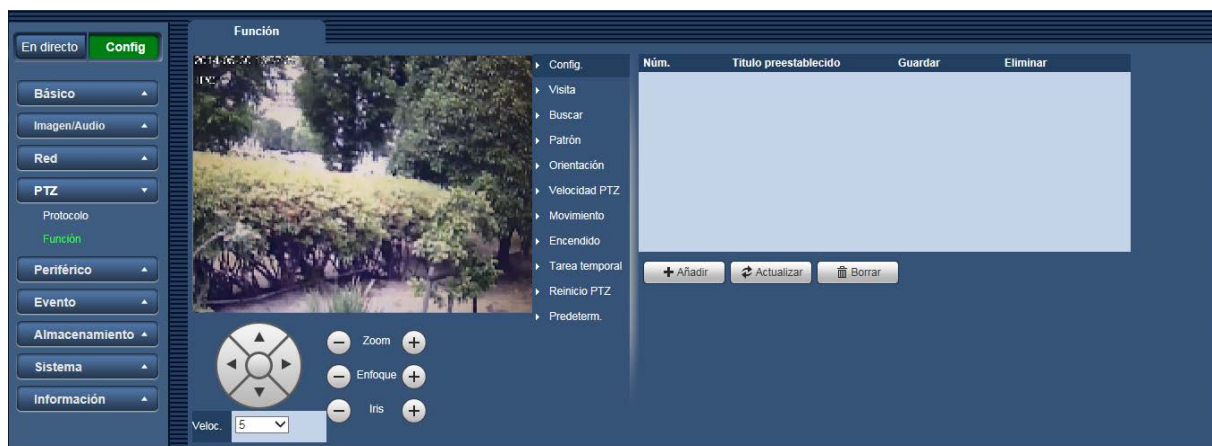 Función
En directo
Config
Básico
Imagen/Audio
Red
PTZ
Protocolo
Función
Periférico
Evento
Almacenamiento
Sistema
Información
Config.
Visita
Buscar
Patrón
Orientación
Velocidad PTZ
Movimiento
Encendido
Tarea temporal
Reinicio PTZ
Predeterm.
Núm. Titulo preestablecido Guardar Eliminar
Añadir Actualizar Borrar
Zoom
Enfoque
Iris
Veloc. 5